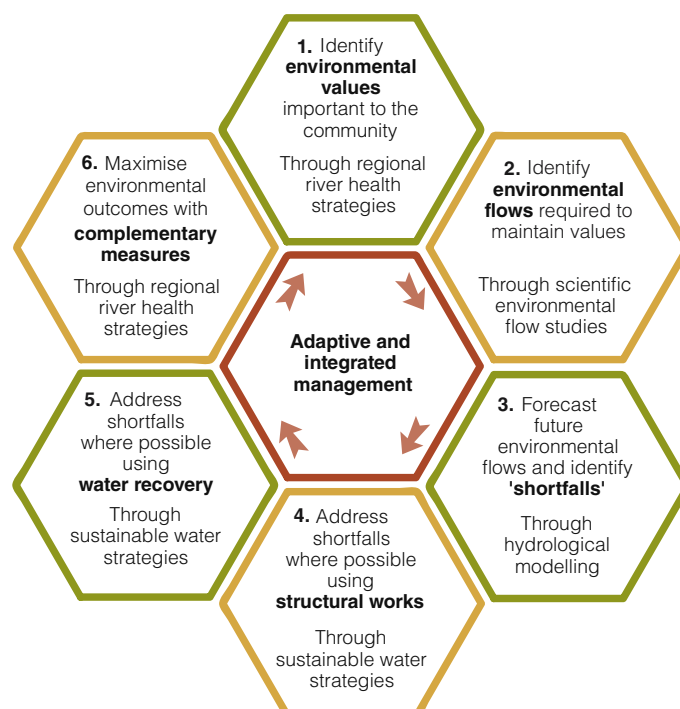 1. Identify
environmental
values
important to the
community
Through regional
river health
strategies
2. Identify
environmental
flows required to
maintain values
Through scientific
environmental
flow studies
3. Forecast
future
environmental
flows and identify
'shortfalls'
Through
hydrological
modelling
4. Address
shortfalls
where possible
using
structural works
Through
sustainable water
strategies
5. Address
shortfalls
where possible
using
water recovery
Through
sustainable water
strategies
6. Maximise
environmental
outcomes with
complementary
measures
Through regional
river health
strategies
Adaptive and
integrated
management